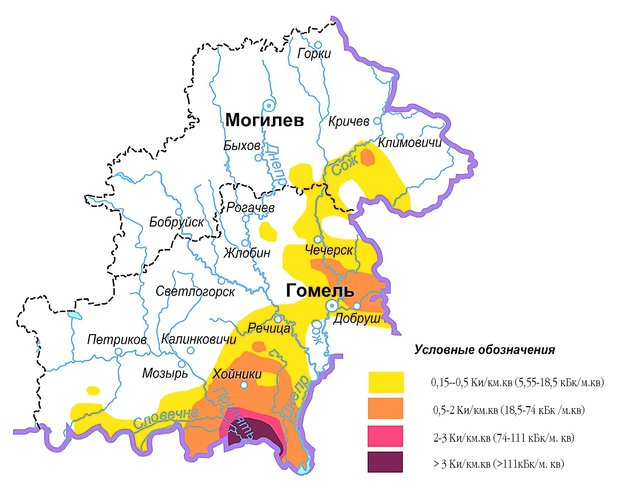 Горки
Могилев
Кричев
Климовичи
Быхов
Днепр
Сож
Рогачев
Бобруйск
Жлобин
Чечерск
Светлогорск
Гомель
Добруш
Речица
Сож
Петриков
Калинковичи
Мозырь
Хойники
Днепр
Словечна
Припять
Условные обозначения
0,15--0,5 Ки/км.кв (5,55-18,5 кБк/м.кв)
0,5-2 Ки/км.кв (18,5-74 кБк /м.кв)
2-3 Ки/км.кв (74-111 кБк/м. кв)
> 3 Ки/км.кв (>111кБк/м. кв)